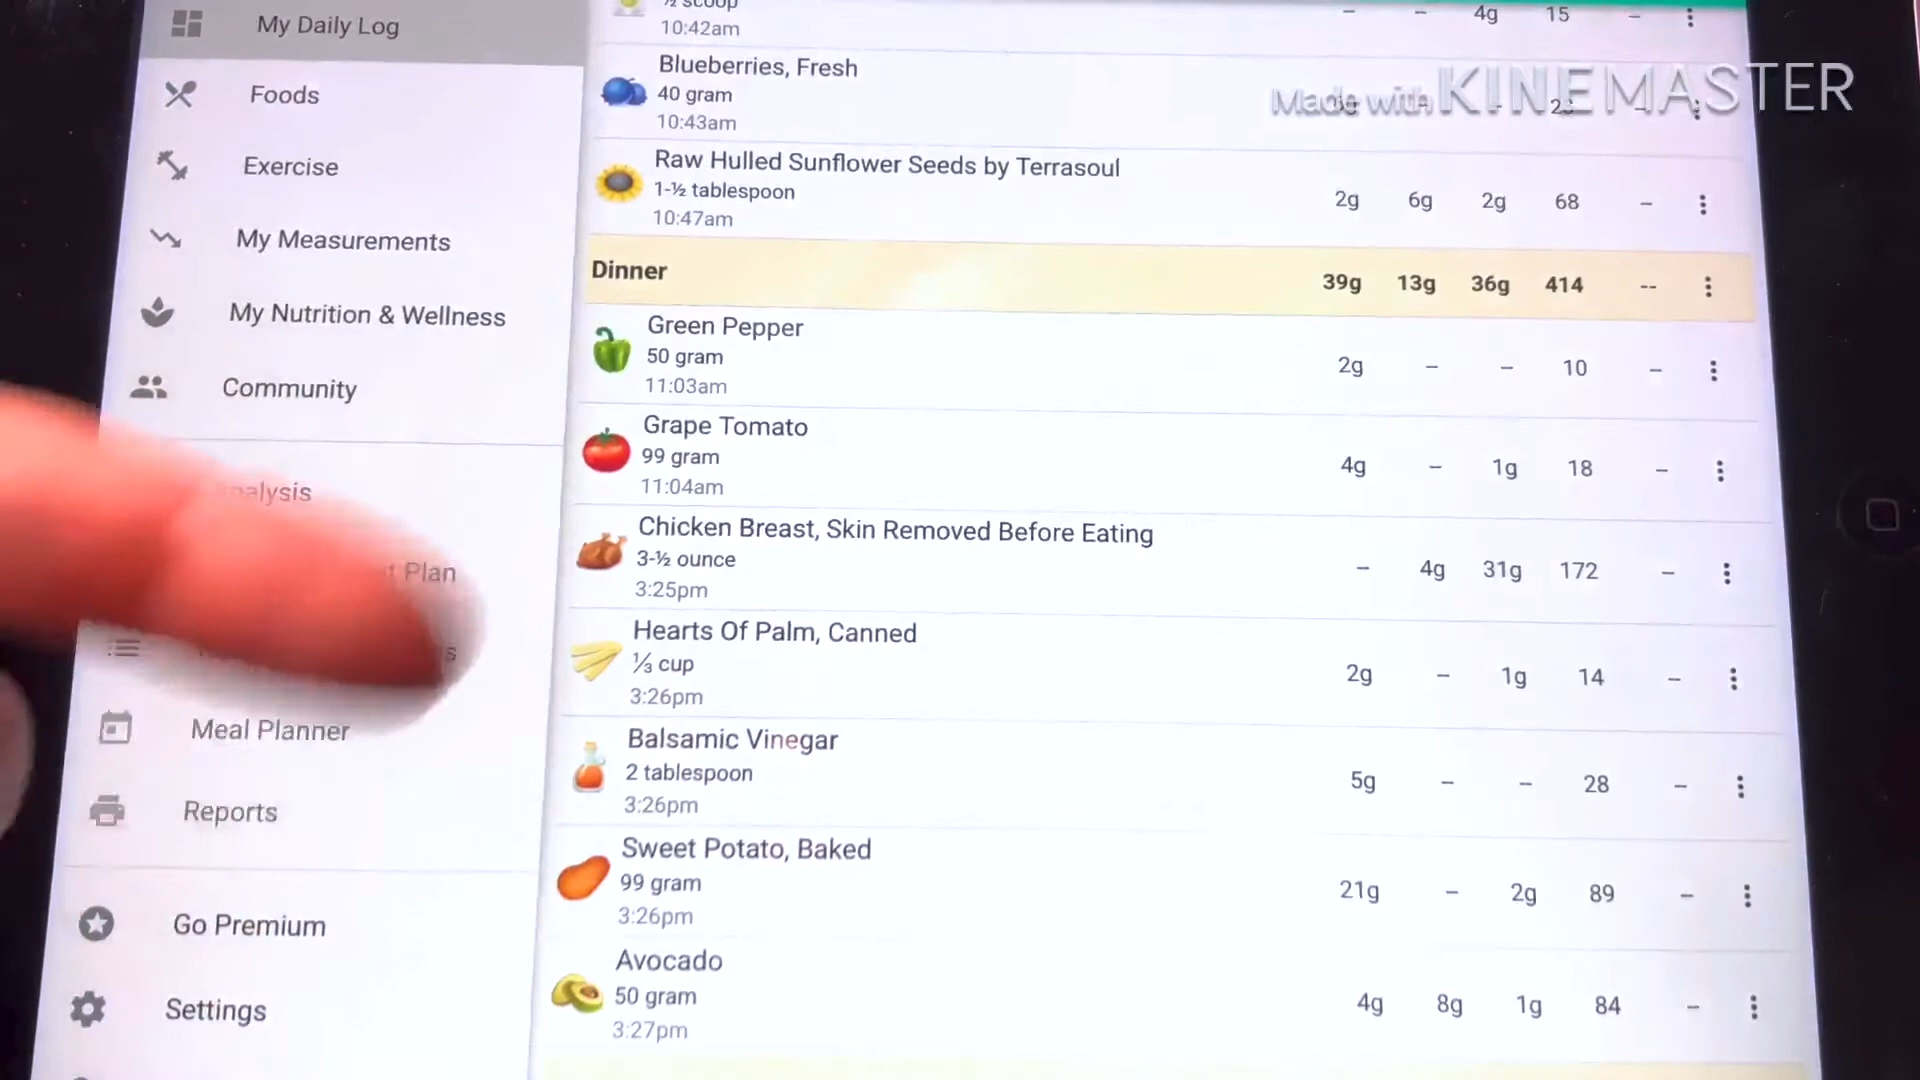 My Daily Log
Foods
Exercise
My Measurements
My Nutrition & Wellness
Community
Plan
Meal Planner
Reports
Go Premium
Settings
½ scoop
10:42am
– – 4g 15 –
Blueberries, Fresh
40 gram
10:43am
Made with KINEMASTER
Raw Hulled Sunflower Seeds by Terrasoul
1-½ tablespoon
10:47am
2g 6g 2g 68 –
Dinner 39g 13g 36g 414 --
Green Pepper
50 gram
11:03am
2g – – 10 –
Grape Tomato
99 gram
11:04am
4g – 1g 18 –
Chicken Breast, Skin Removed Before Eating
3-½ ounce
3:25pm
– 4g 31g 172 –
Hearts Of Palm, Canned
⅓ cup
3:26pm
2g – 1g 14 –
Balsamic Vinegar
2 tablespoon
3:26pm
5g – – 28 –
Sweet Potato, Baked
99 gram
3:26pm
21g – 2g 89 –
Avocado
50 gram
3:27pm
4g 8g 1g 84 –